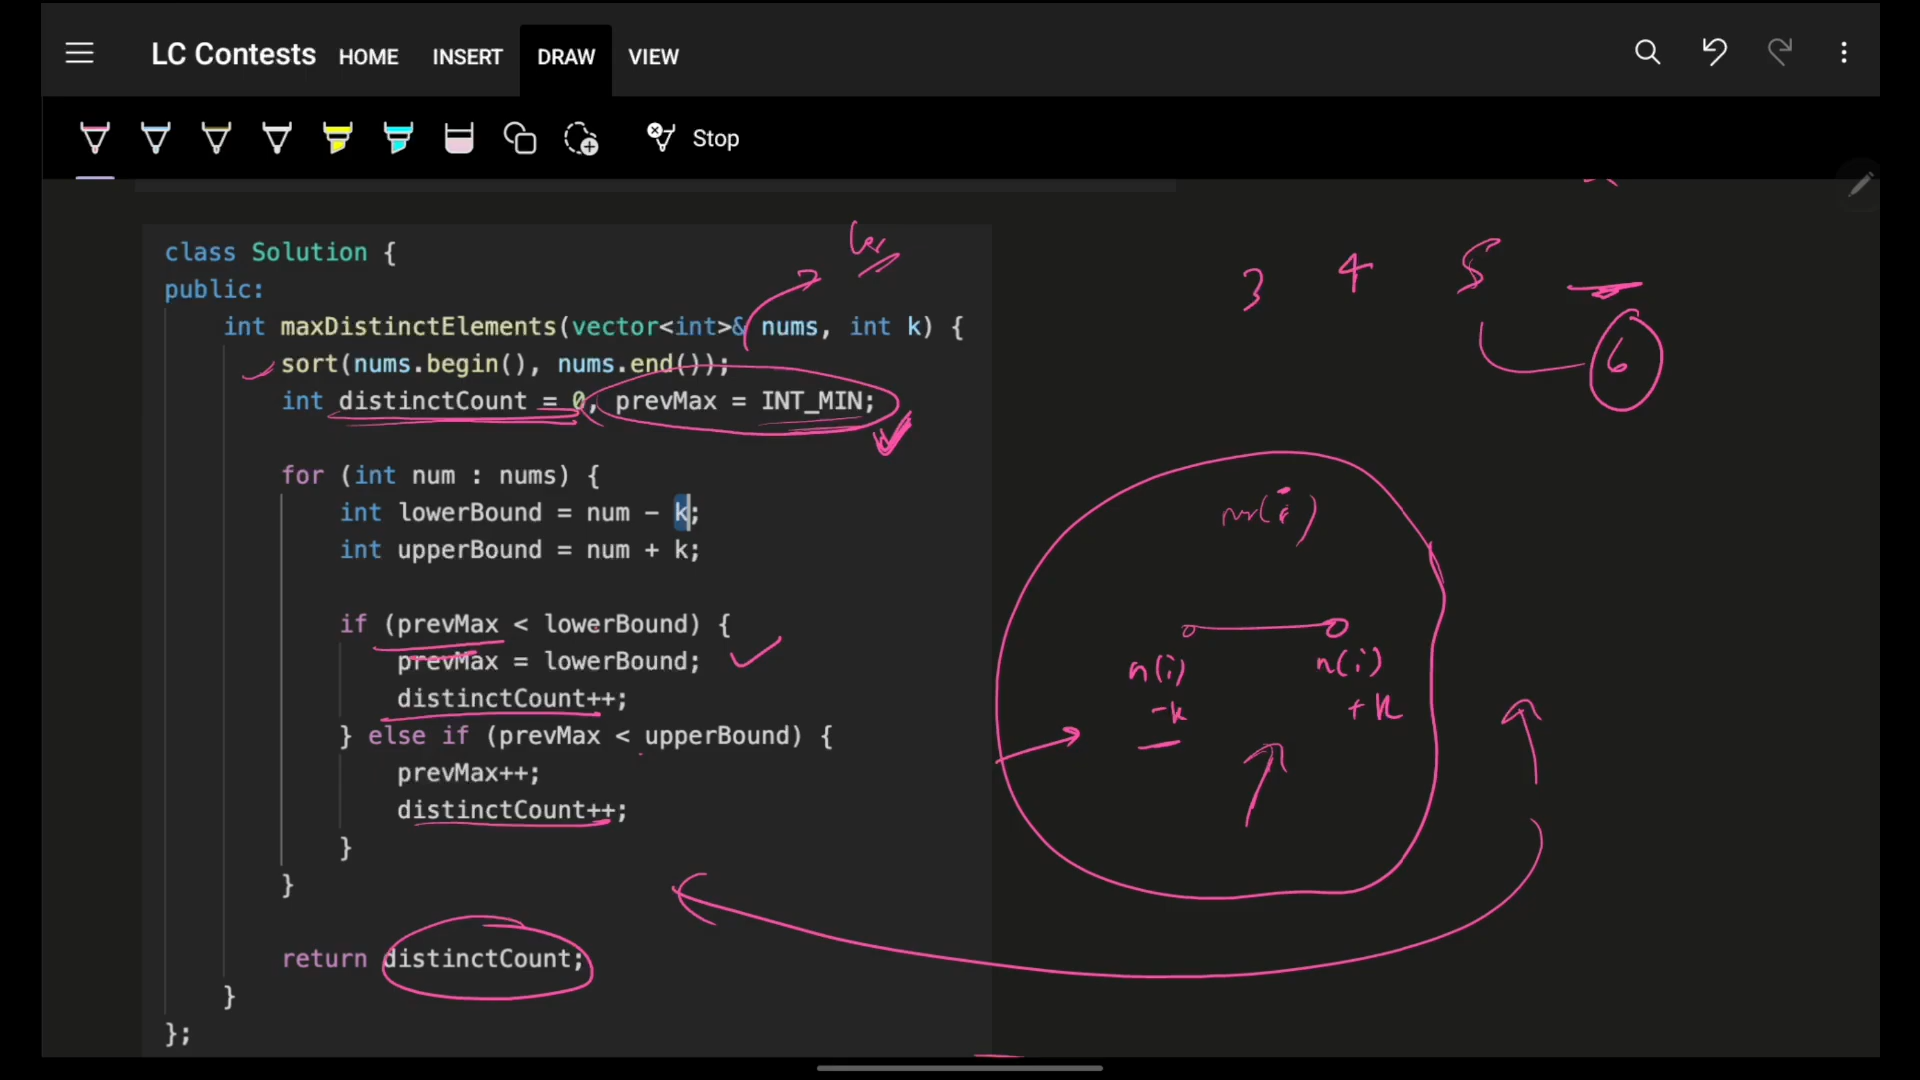 LC Contests HOME INSERT DRAW VIEW
Stop
class Solution {
public:
int maxDistinctElements(vector<int>& nums, int k) {
sort(nums.begin(), nums.end());
int distinctCount = 0, prevMax = INT_MIN;
for (int num : nums) {
int lowerBound = num - k;
int upperBound = num + k;
if (prevMax < lowerBound) {
prevMax = lowerBound;
distinctCount++;
} else if (prevMax < upperBound) {
prevMax++;
distinctCount++;
}
}
return distinctCount;
}
};
3 4 5
6
n(i) n(i)
-k +k